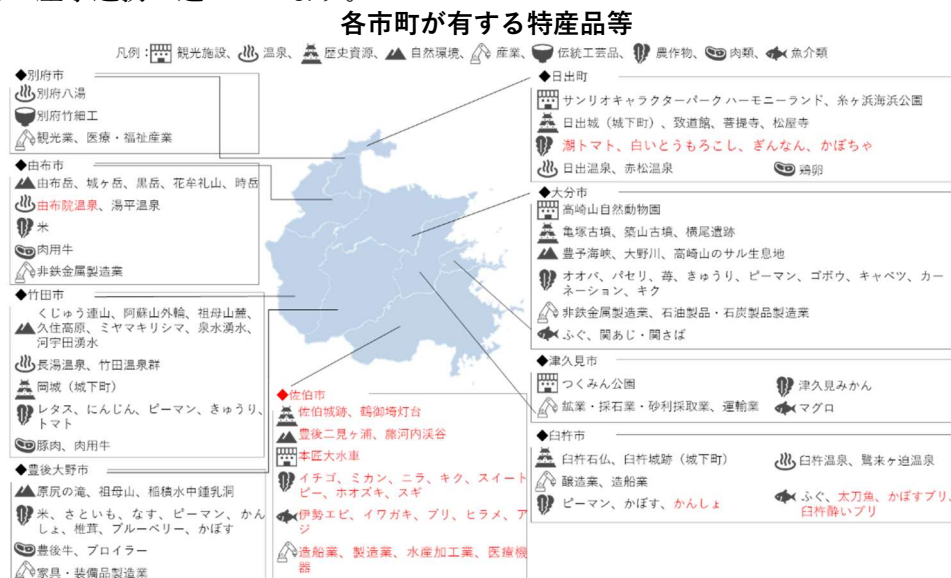 各市町が有する特産品等
凡例：観光施設、温泉、歴史資源、自然環境、産業、伝統工芸品、農作物、肉類、魚介類
◆別府市
別府八湯
別府竹細工
観光業、医療・福祉産業
◆由布市
由布岳、城ヶ岳、黒岳、花牟礼山、時岳
由布院温泉、湯平温泉
米
肉用牛
非鉄金属製造業
◆竹田市
くじゅう連山、阿蘇山外輪、祖母山麓、
久住高原、ミヤマキリシマ、泉水湧水、
河宇田湧水
長湯温泉、竹田温泉群
岡城（城下町）
レタス、にんじん、ピーマン、きゅうり、
トマト
豚肉、肉用牛
◆豊後大野市
原尻の滝、祖母山、稲積水中鍾乳洞
米、さといも、なす、ピーマン、かん
しょ、椎茸、ブルーベリー、かぼす
豊後牛、ブロイラー
家具・装備品製造業
◆佐伯市
佐伯城跡、鶴御埼灯台
豊後二見ヶ浦、藤河内渓谷
本匠大水車
イチゴ、ミカン、ニラ、キク、スイート
ピー、ホオズキ、スギ
伊勢エビ、イワガキ、ブリ、ヒラメ、ア
ジ
造船業、製造業、水産加工業、医療機
器
◆日出町
サンリオキャラクターパーク ハーモニーランド、糸ヶ浜海浜公園
日出城（城下町）、致道館、菩提寺、松屋寺
潮トマト、白いとうもろこし、ぎんなん、かぼちゃ
日出温泉、赤松温泉
鶏卵
◆大分市
高崎山自然動物園
亀塚古墳、築山古墳、横尾遺跡
豊予海峡、大野川、高崎山のサル生息地
オオバ、パセリ、苺、きゅうり、ピーマン、ゴボウ、キャベツ、カー
ネーション、キク
非鉄金属製造業、石油製品・石炭製品製造業
ふぐ、関あじ・関さば
◆津久見市
つくみん公園
津久見みかん
鉱業・採石業・砂利採取業、運輸業
マグロ
◆臼杵市
臼杵石仏、臼杵城跡（城下町）
臼杵温泉、鷺来ヶ迫温泉
醸造業、造船業
ピーマン、かぼす、かんしょ
ふぐ、太刀魚、かぼすブリ、
臼杵酔いブリ